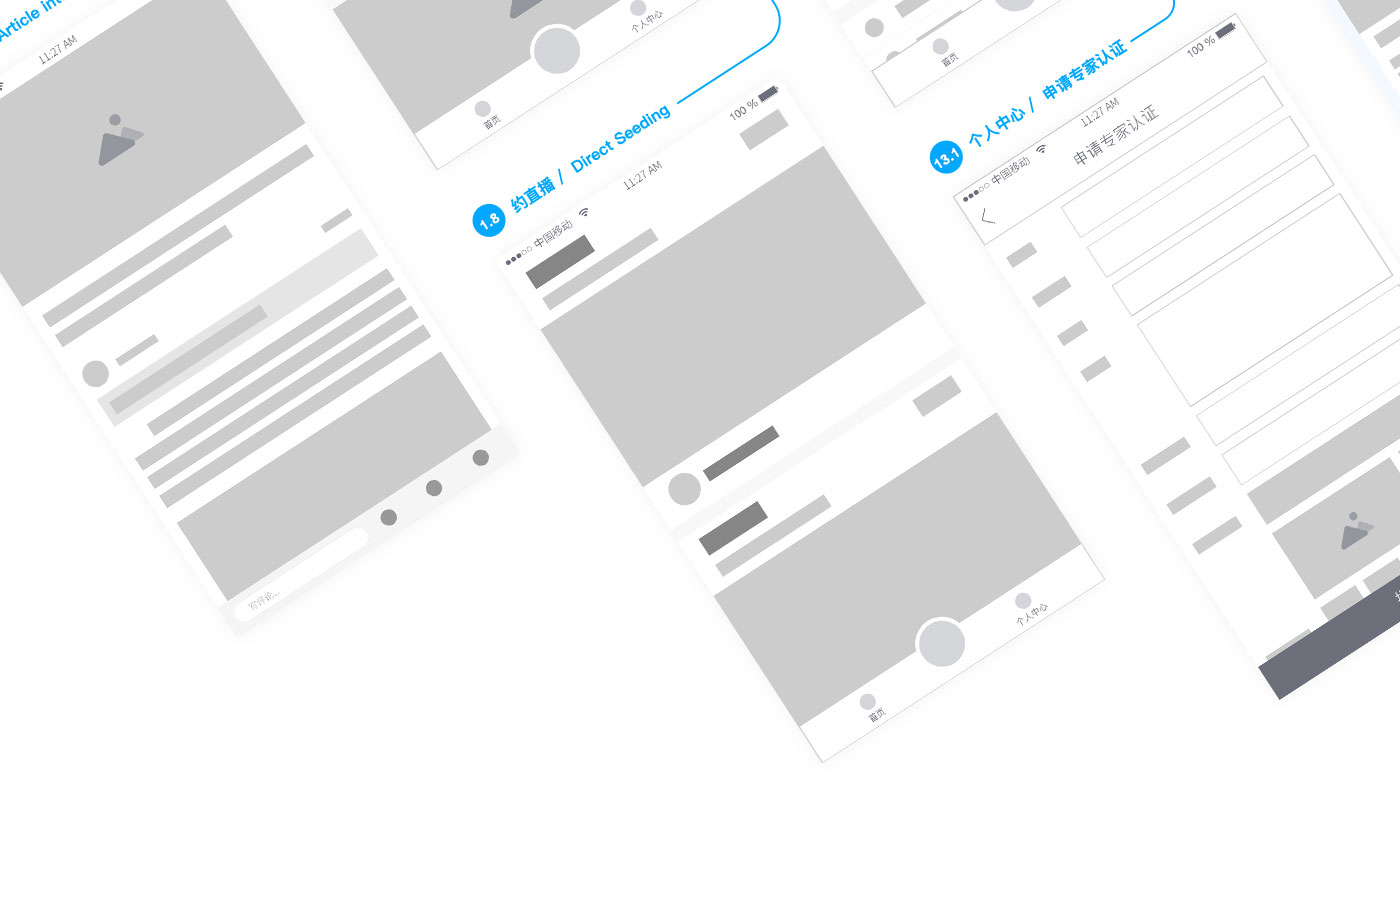 Article int
11:27 AM
写评论...
首页
个人中心
1.8 约直播 / Direct Seeding
中国移动 11:27 AM 100 %
首页
个人中心
首页
13.1 个人中心 / 申请专家认证
中国移动 11:27 AM 100 %
申请专家认证